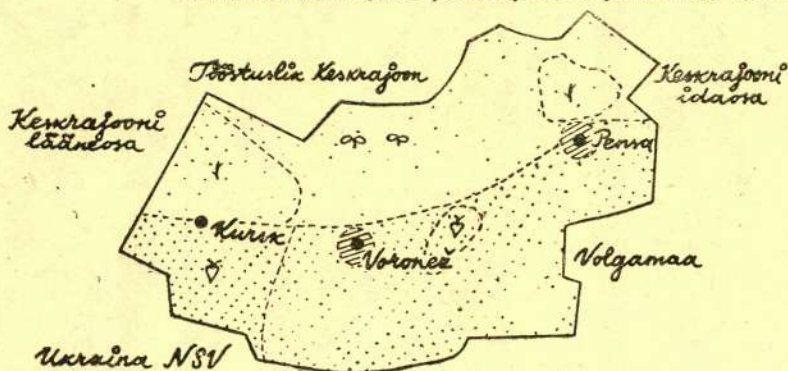 Tööstuslik Keskrajoon
Keskrajooni
idaosa
Keskrajooni
lääneosa
Pensa
Kursk
Voronež
Volgamaa
Ukraina NSV